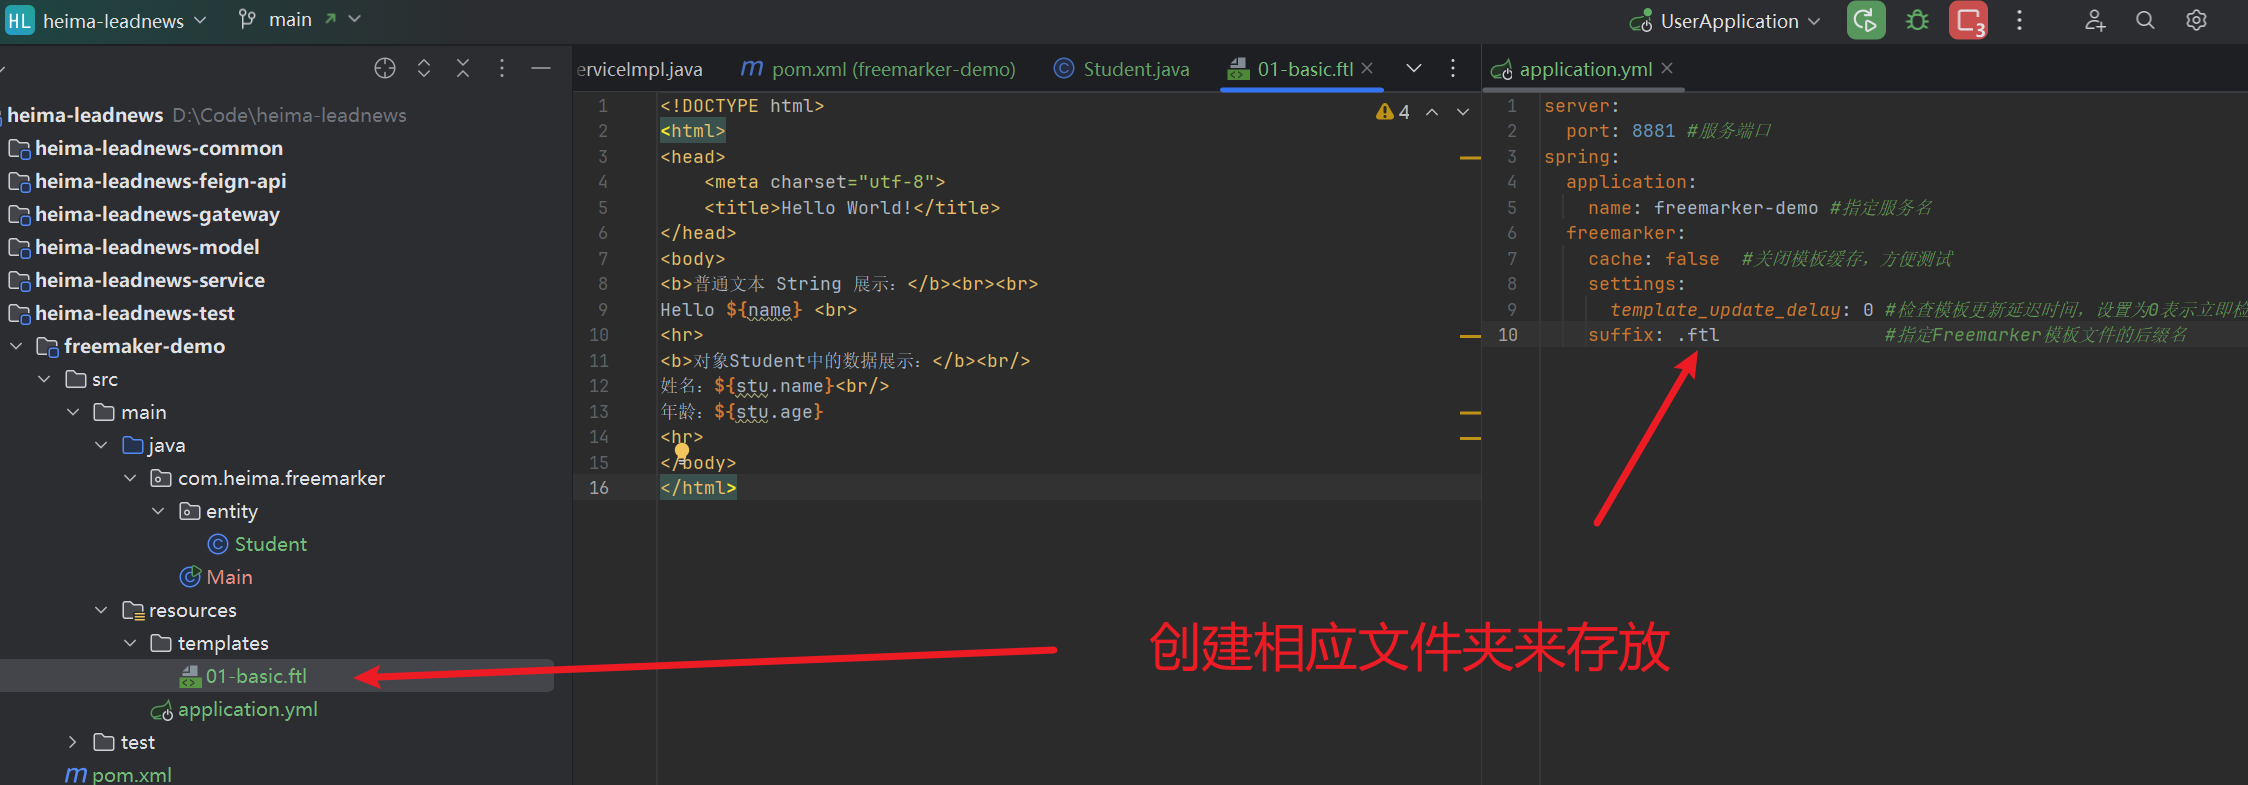 HL heima-leadnews main UserApplication 3
heima-leadnews D:\Code\heima-leadnews
heima-leadnews-common
heima-leadnews-feign-api
heima-leadnews-gateway
heima-leadnews-model
heima-leadnews-service
heima-leadnews-test
freemaker-demo
src
main
java
com.heima.freemarker
entity
Student
Main
resources
templates
01-basic.ftl
application.yml
test
pom.xml
erviceImpl.java pom.xml (freemarker-demo) Student.java 01-basic.ftl
4
1 <!DOCTYPE html>
2 <html>
3 <head>
4 <meta charset="utf-8">
5 <title>Hello World!</title>
6 </head>
7 <body>
8 <b>普通文本 String 展示：</b><br><br>
9 Hello ${name} <br>
10 <hr>
11 <b>对象Student中的数据展示：</b><br/>
12 姓名：${stu.name}<br/>
13 年龄：${stu.age}
14 <hr>
15 </body>
16 </html>
application.yml
1 server:
2 port: 8881 #服务端口
3 spring:
4 application:
5 name: freemarker-demo #指定服务名
6 freemarker:
7 cache: false #关闭模板缓存，方便测试
8 settings:
9 template_update_delay: 0 #检查模板更新延迟时间，设置为0表示立即检
10 suffix: .ftl #指定Freemarker模板文件的后缀名
创建相应文件夹来存放